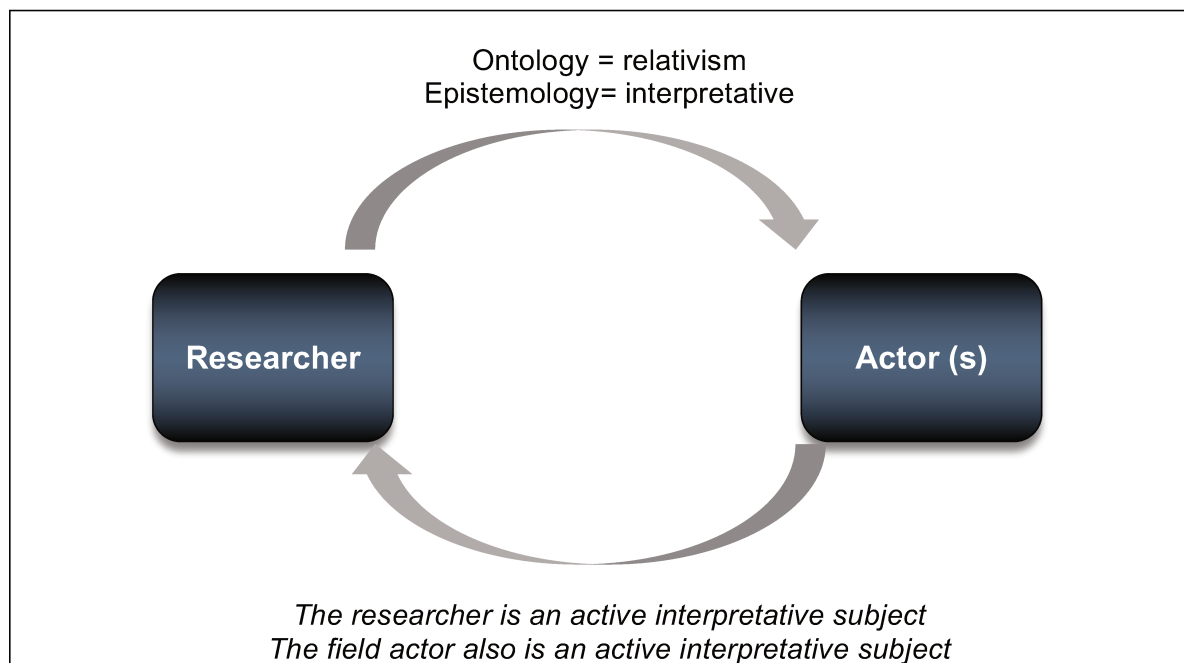 Ontology = relativism
Epistemology= interpretative
Researcher
Actor (s)
The researcher is an active interpretative subject
The field actor also is an active interpretative subject